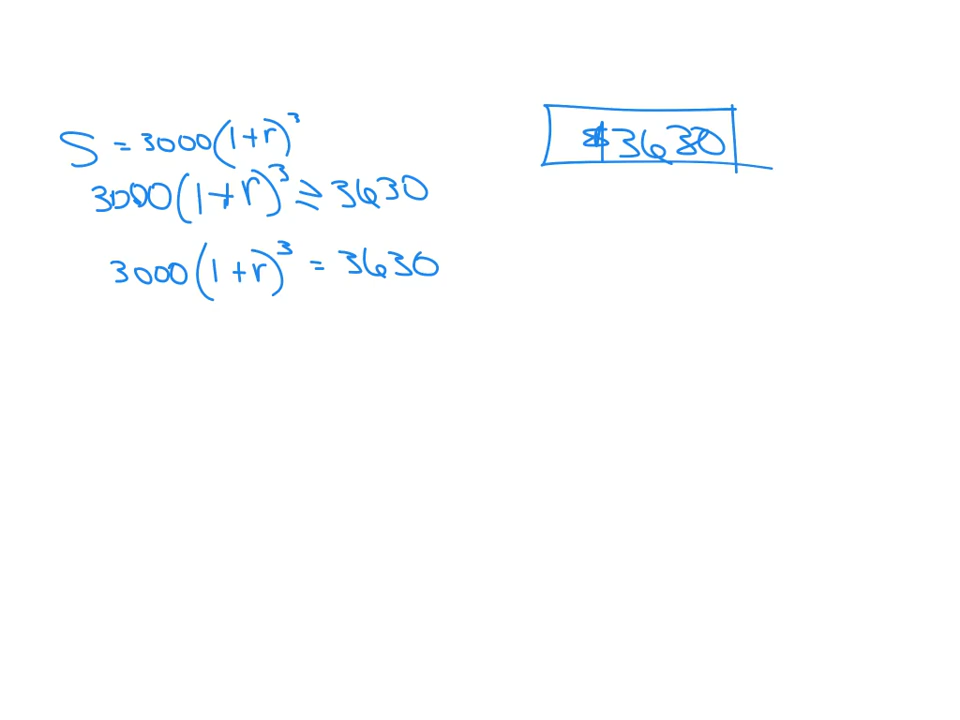 S = 3000(1+r)³
3000(1+r)³ ≥ 3630
3000(1+r)³ = 3630
$3630